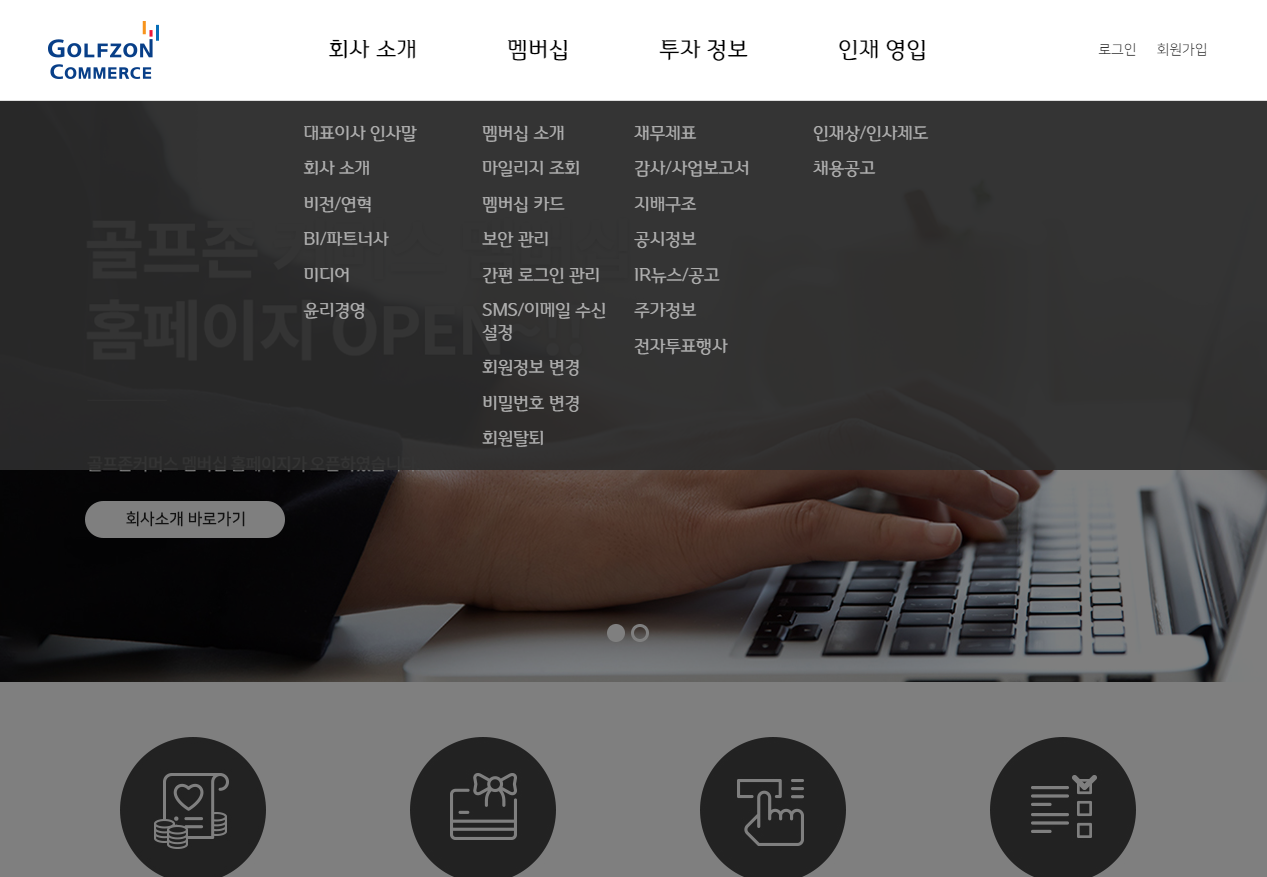 GOLFZON
COMMERCE
회사 소개
멤버십
투자 정보
인재 영입
로그인
회원가입
대표이사 인사말
회사 소개
비전/연혁
BI/파트너사
미디어
윤리경영
멤버십 소개
마일리지 조회
멤버십 카드
보안 관리
간편 로그인 관리
SMS/이메일 수신
설정
회원정보 변경
비밀번호 변경
회원탈퇴
재무제표
감사/사업보고서
지배구조
공시정보
IR뉴스/공고
주가정보
전자투표행사
인재상/인사제도
채용공고
골프존커머스 멤버십
홈페이지 OPEN
골프존커머스 멤버십 홈페이지가 오픈하였습니다
회사소개 바로가기